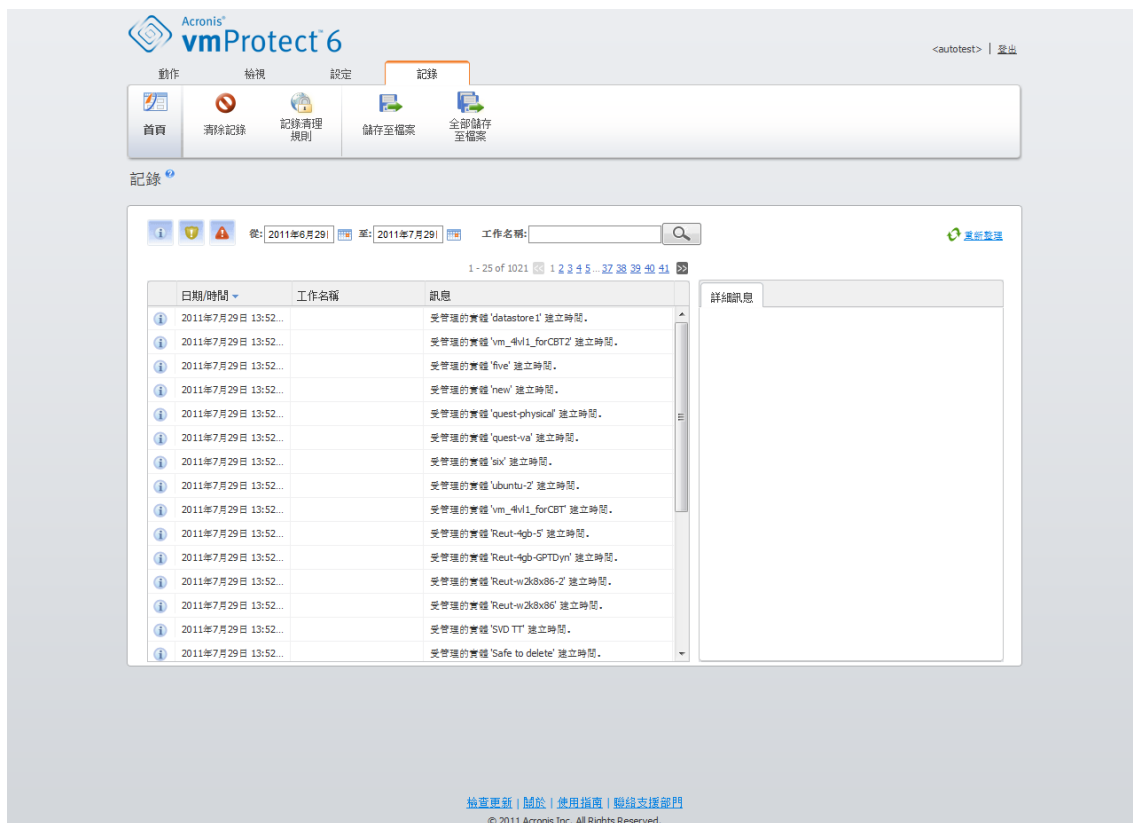 Acronis®
vmProtect™6
<autotest> | 登出
動作 檢視 設定 記錄
首頁 清除記錄 記錄清理規則 儲存至檔案 全部儲存至檔案
記錄
從: 2011年6月29 至: 2011年7月29 工作名稱:
重新整理
1 - 25 of 1021 1 2 3 4 5 ... 37 38 39 40 41
日期/時間 工作名稱 訊息
詳細訊息
2011年7月29日 13:52... 受管理的實體 'datastore1' 建立時間.
2011年7月29日 13:52... 受管理的實體 'vm_4lvl1_forCBT2' 建立時間.
2011年7月29日 13:52... 受管理的實體 'five' 建立時間.
2011年7月29日 13:52... 受管理的實體 'new' 建立時間.
2011年7月29日 13:52... 受管理的實體 'quest-physical' 建立時間.
2011年7月29日 13:52... 受管理的實體 'quest-va' 建立時間.
2011年7月29日 13:52... 受管理的實體 'six' 建立時間.
2011年7月29日 13:52... 受管理的實體 'ubuntu-2' 建立時間.
2011年7月29日 13:52... 受管理的實體 'vm_4lvl1_forCBT' 建立時間.
2011年7月29日 13:52... 受管理的實體 'Reut-4gb-5' 建立時間.
2011年7月29日 13:52... 受管理的實體 'Reut-4gb-GPTDyn' 建立時間.
2011年7月29日 13:52... 受管理的實體 'Reut-w2k8x86-2' 建立時間.
2011年7月29日 13:52... 受管理的實體 'Reut-w2k8x86' 建立時間.
2011年7月29日 13:52... 受管理的實體 'SVD TT' 建立時間.
2011年7月29日 13:52... 受管理的實體 'Safe to delete' 建立時間.
檢查更新 | 關於 | 使用指南 | 聯絡支援部門
© 2011 Acronis Inc. All Rights Reserved.